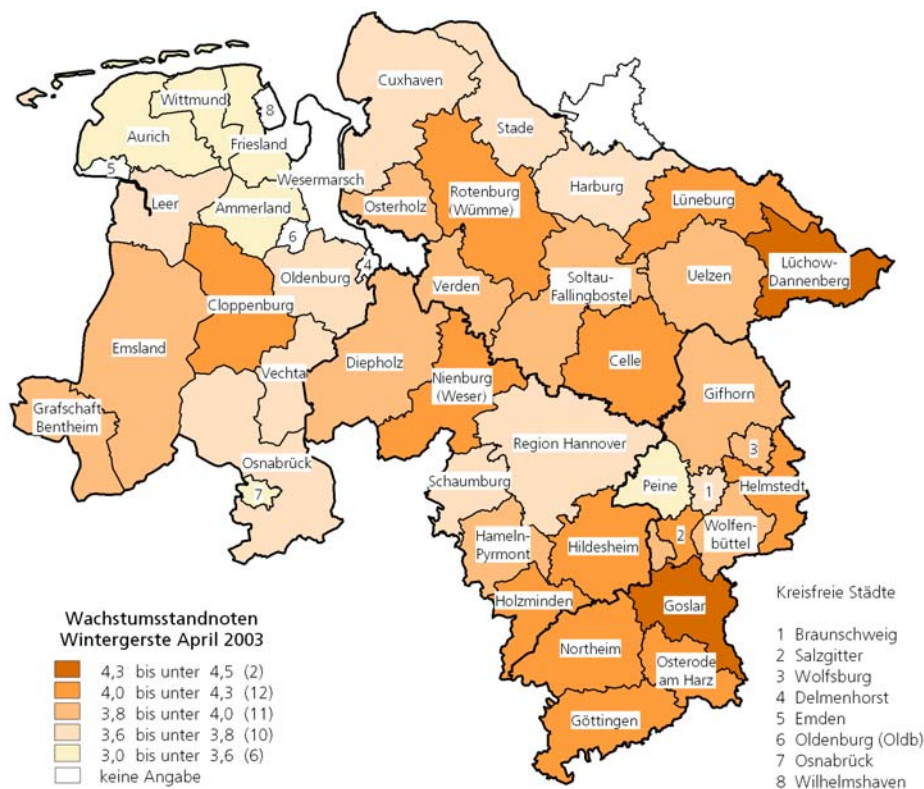 Cuxhaven
Wittmund
8
Stade
Aurich
Friesland
5
Wesermarsch
Harburg
Leer
Rotenburg
(Wümme)
Lüneburg
Osterholz
Ammerland
6
4
Oldenburg
Soltau-
Fallingbostel
Uelzen
Lüchow-
Dannenberg
Verden
Cloppenburg
Emsland
Diepholz
Celle
Vechta
Nienburg
(Weser)
Gifhorn
Grafschaft
Bentheim
Region Hannover
3
Osnabrück
Schaumburg
Peine
1
Helmstedt
7
Hameln-
Pyrmont
Hildesheim
2
Wolfen-
büttel
Holzminden
Goslar
Northeim
Osterode
am Harz
Göttingen
Wachstumsstandnoten
Wintergerste April 2003
4,3 bis unter 4,5 (2)
4,0 bis unter 4,3 (12)
3,8 bis unter 4,0 (11)
3,6 bis unter 3,8 (10)
3,0 bis unter 3,6 (6)
keine Angabe
Kreisfreie Städte
1 Braunschweig
2 Salzgitter
3 Wolfsburg
4 Delmenhorst
5 Emden
6 Oldenburg (Oldb)
7 Osnabrück
8 Wilhelmshaven